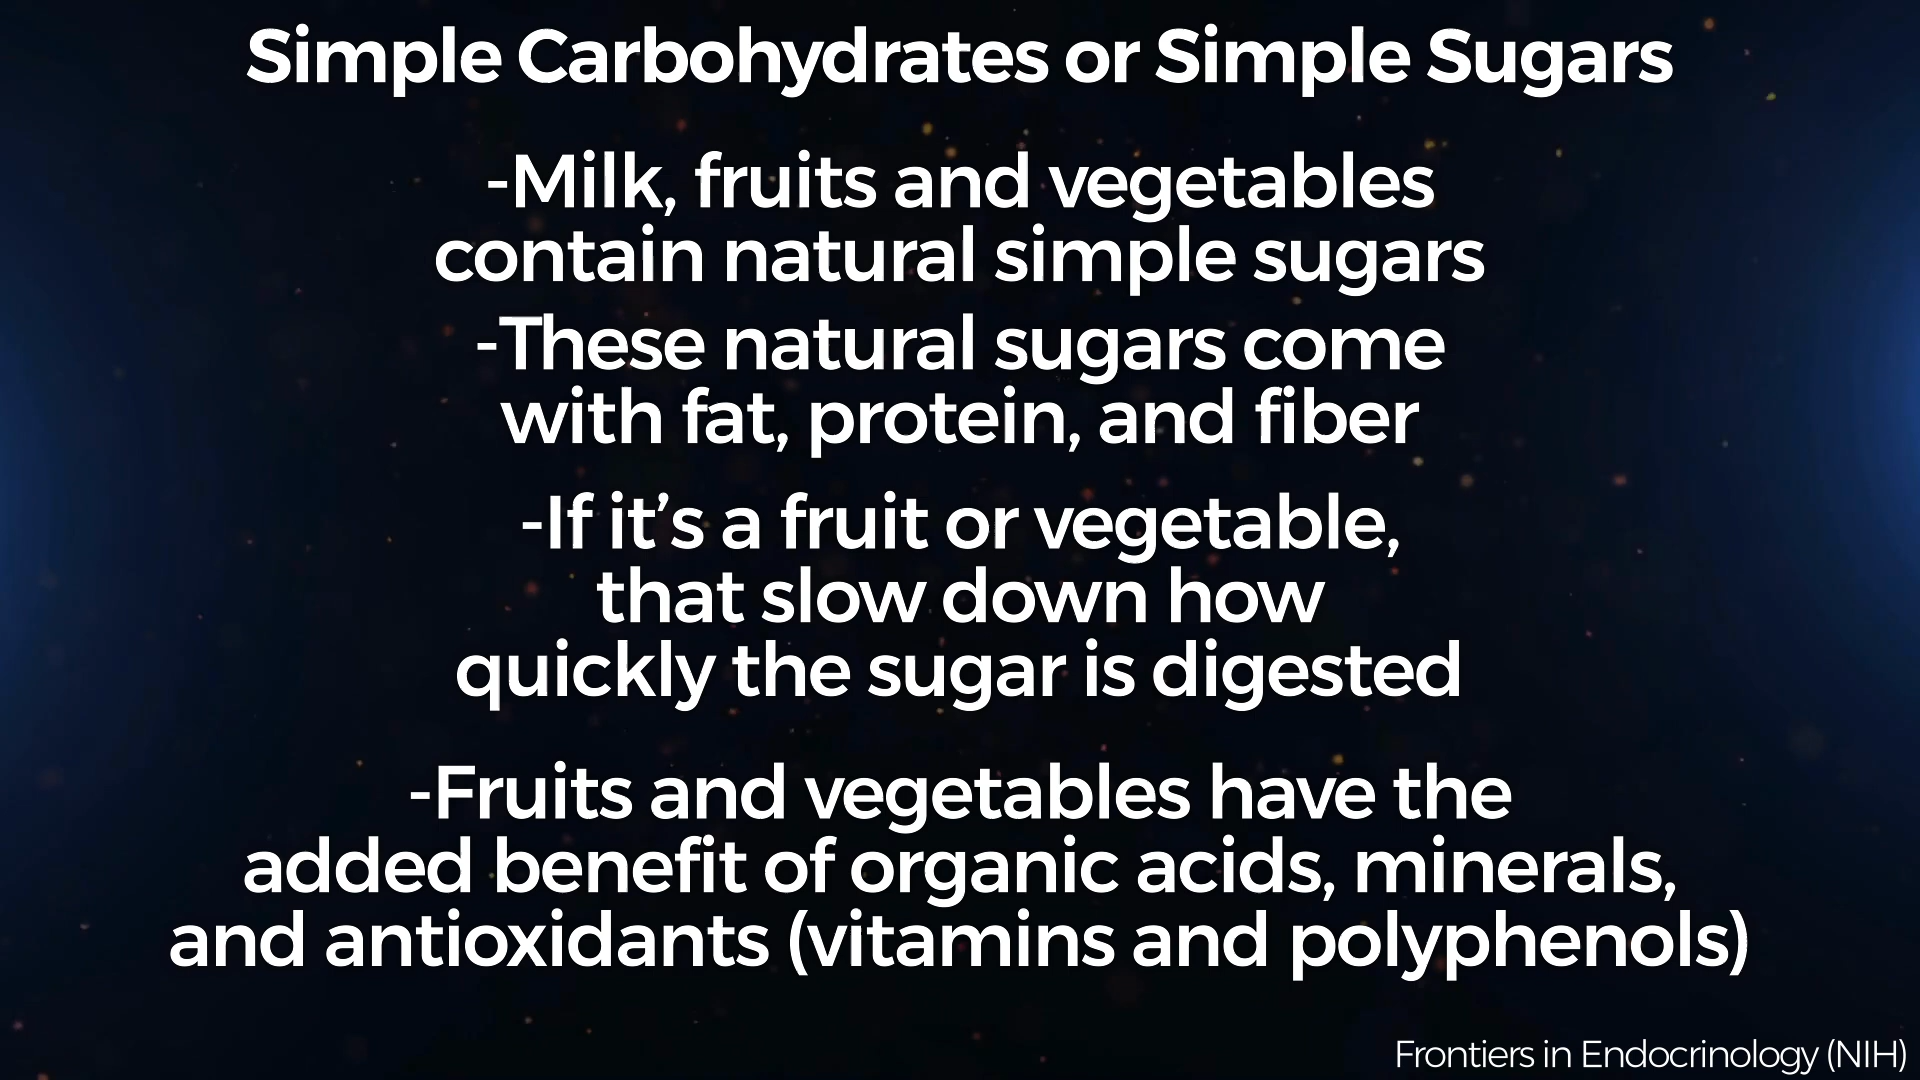 Simple Carbohydrates or Simple Sugars
-Milk, fruits and vegetables
contain natural simple sugars
-These natural sugars come
with fat, protein, and fiber
-If it’s a fruit or vegetable,
that slow down how
quickly the sugar is digested
-Fruits and vegetables have the
added benefit of organic acids, minerals,
and antioxidants (vitamins and polyphenols)
Frontiers in Endocrinology (NIH)